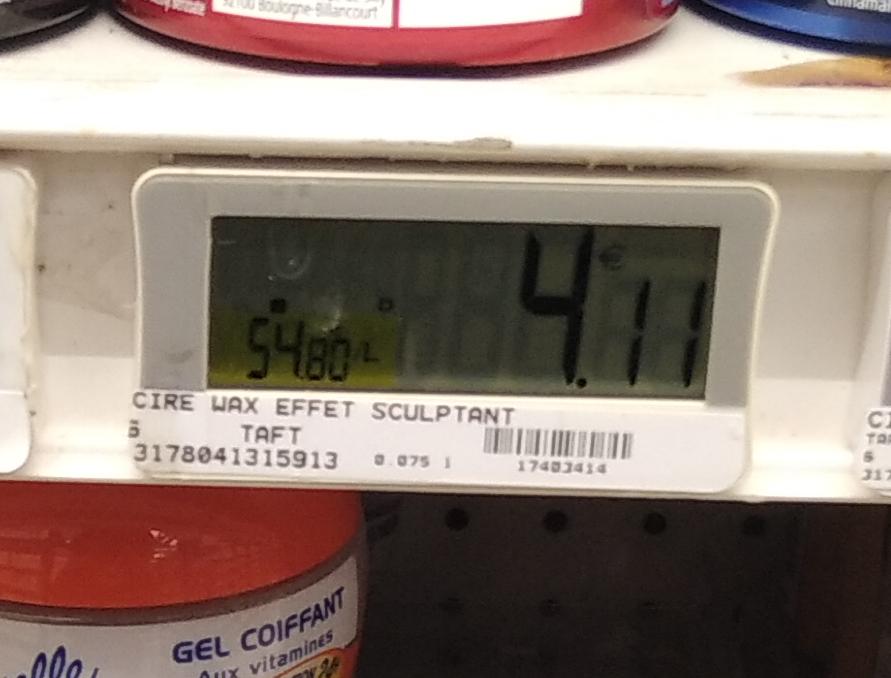 92100 Boulogne-Billancourt
4.11 €
54.80/L
CIRE WAX EFFET SCULPTANT
6 TAFT
3178041315913 0.075 l 17403414
GEL COIFFANT
Aux vitamines